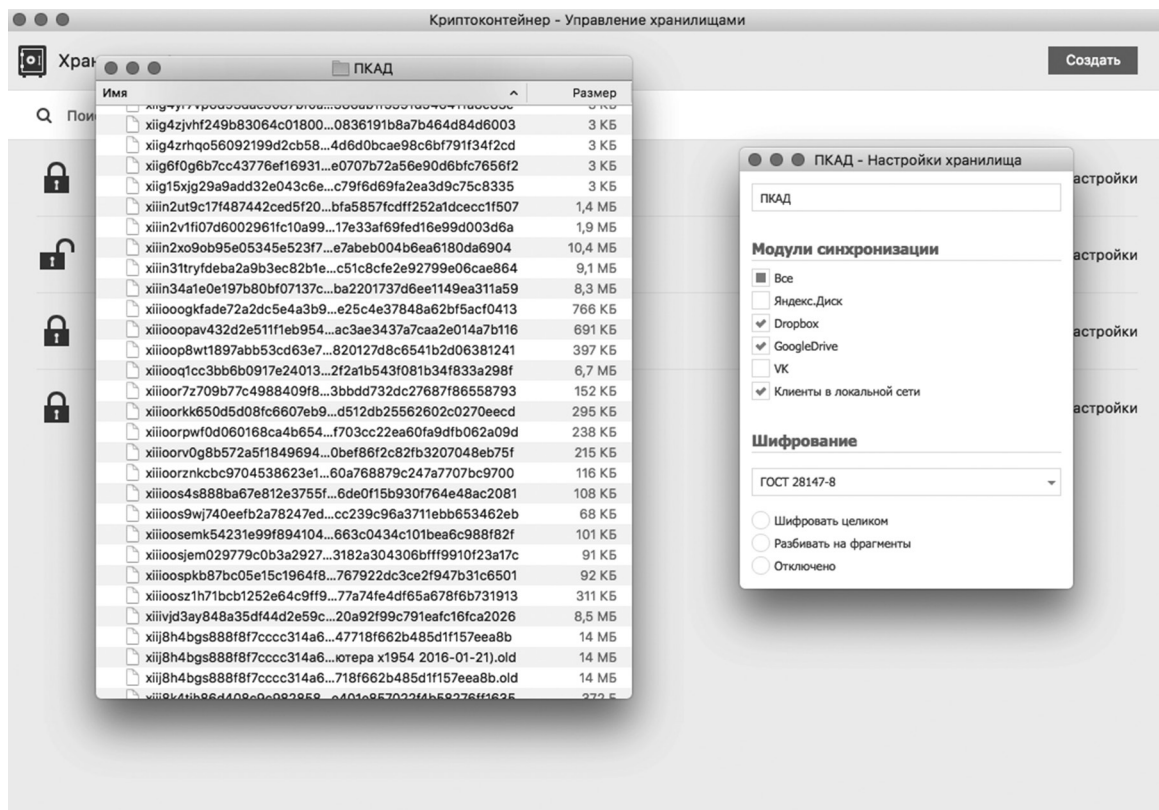 Криптоконтейнер - Управление хранилищами
Хран
Создать
Пои
ПКАД
Имя
Размер
3 КБ
xiig4zjvhf249b83064c01800...0836191b8a7b464d84d6003 3 КБ
xiig4zrhqo56092199d2cb58...4d6d0bcae98c6bf791f34f2cd 3 КБ
xiig6f0g6b7cc43776ef16931...e0707b72a56e90d6bfc7656f2 3 КБ
xiig15xjg29a9add32e043c6e...c79f6d69fa2ea3d9c75c8335 3 КБ
xiiin2ut9c17f487442ced5f20...bfa5857fcdff252a1dcecc1f507 1,4 МБ
xiiin2v1fi07d6002961fc10a99...17e33af69fed16e99d003d6a 1,9 МБ
xiiin2xo9ob95e05345e523f7...e7abeb004b6ea6180da6904 10,4 МБ
xiiin31tryfdeba2a9b3ec82b1e...c51c8cfe2e92799e06cae864 9,1 МБ
xiiin34a1e0e197b80bf07137c...ba2201737d6ee1149ea311a59 8,3 МБ
xiiiooogkfade72a2dc5e4a3b9...e25c4e37848a62bf5acf0413 766 КБ
xiiiooopav432d2e511f1eb954...ac3ae3437a7caa2e014a7b116 691 КБ
xiiioop8wt1897abb53cd63e7...820127d8c6541b2d06381241 397 КБ
xiiiooq1cc3bb6b0917e24013...2f2a1b543f081b34f833a298f 6,7 МБ
xiiioor7z709b77c4988409f8...3bbdd732dc27687f86558793 152 КБ
xiiioorkk650d5d08fc6607eb9...d512db25562602c0270eecd 295 КБ
xiiioorpwf0d060168ca4b654...f703cc22ea60fa9dfb062a09d 238 КБ
xiiioorv0g8b572a5f1849694...0bef86f2c82fb3207048eb75f 215 КБ
xiiioorznkcbc9704538623e1...60a768879c247a7707bc9700 116 КБ
xiiioos4s888ba67e812e3755f...6de0f15b930f764e48ac2081 108 КБ
xiiioos9wj740eefb2a78247ed...cc239c96a3711ebb653462eb 68 КБ
xiiioosemk54231e99f894104...663c0434c101bea6c988f82f 101 КБ
xiiioosjem029779c0b3a2927...3182a304306bfff9910f23a17c 91 КБ
xiiioospkb87bc05e15c1964f8...767922dc3ce2f947b31c6501 92 КБ
xiiioosz1h71bcb1252e64c9ff9...77a74fe4df65a678f6b731913 311 КБ
xiiivjd3ay848a35df44d2e59c...20a92f99c791eafc16fca2026 8,5 МБ
xiij8h4bgs888f8f7cccc314a6...47718f662b485d1f157eea8b 14 МБ
xiij8h4bgs888f8f7cccc314a6...ютера x1954 2016-01-21).old 14 МБ
xiij8h4bgs888f8f7cccc314a6...718f662b485d1f157eea8b.old 14 МБ
372 Б
ПКАД - Настройки хранилища
ПКАД
Модули синхронизации
Все
Яндекс.Диск
Dropbox
GoogleDrive
VK
Клиенты в локальной сети
Шифрование
ГОСТ 28147-8
Шифровать целиком
Разбивать на фрагменты
Отключено
астройки
астройки
астройки
астройки